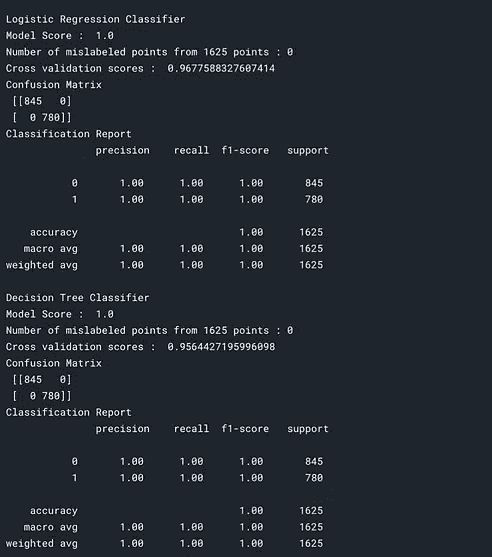 Logistic Regression Classifier
Model Score :  1.0
Number of mislabeled points from 1625 points : 0
Cross validation scores :  0.9677588327607414
Confusion Matrix
[[845   0]
[  0 780]]
Classification Report
precision    recall  f1-score   support
0       1.00      1.00      1.00       845
1       1.00      1.00      1.00       780
accuracy                           1.00      1625
macro avg       1.00      1.00      1.00      1625
weighted avg       1.00      1.00      1.00      1625
Decision Tree Classifier
Model Score :  1.0
Number of mislabeled points from 1625 points : 0
Cross validation scores :  0.9564427195996098
Confusion Matrix
[[845   0]
[  0 780]]
Classification Report
precision    recall  f1-score   support
0       1.00      1.00      1.00       845
1       1.00      1.00      1.00       780
accuracy                           1.00      1625
macro avg       1.00      1.00      1.00      1625
weighted avg       1.00      1.00      1.00      1625